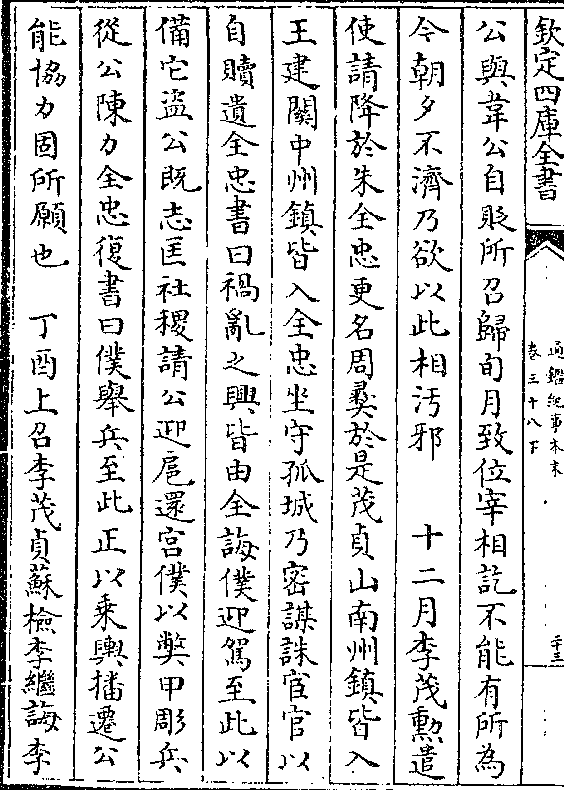 欽定四庫全書
通鑑紀事本末
卷三十八下
二十三
公與韋公自貶所召歸旬月致位宰相訖不能有所為
今朝夕不濟乃欲以此相汚邪　十二月李茂勲遣
使請降於朱全忠更名周彞於是茂貞山南州鎮皆入
王建關中州鎮皆入全忠坐守孤城乃密謀誅宦官以
自贖遺全忠書曰禍亂之興皆由全誨僕迎駕至此以
備它盜公既志匡社稷請公迎扈還宮僕以獘甲彫兵
從公陳力全忠復書曰僕舉兵至此正以乘輿播遷公
能協力固所願也　丁酉上召李茂貞蘇檢李繼誨李